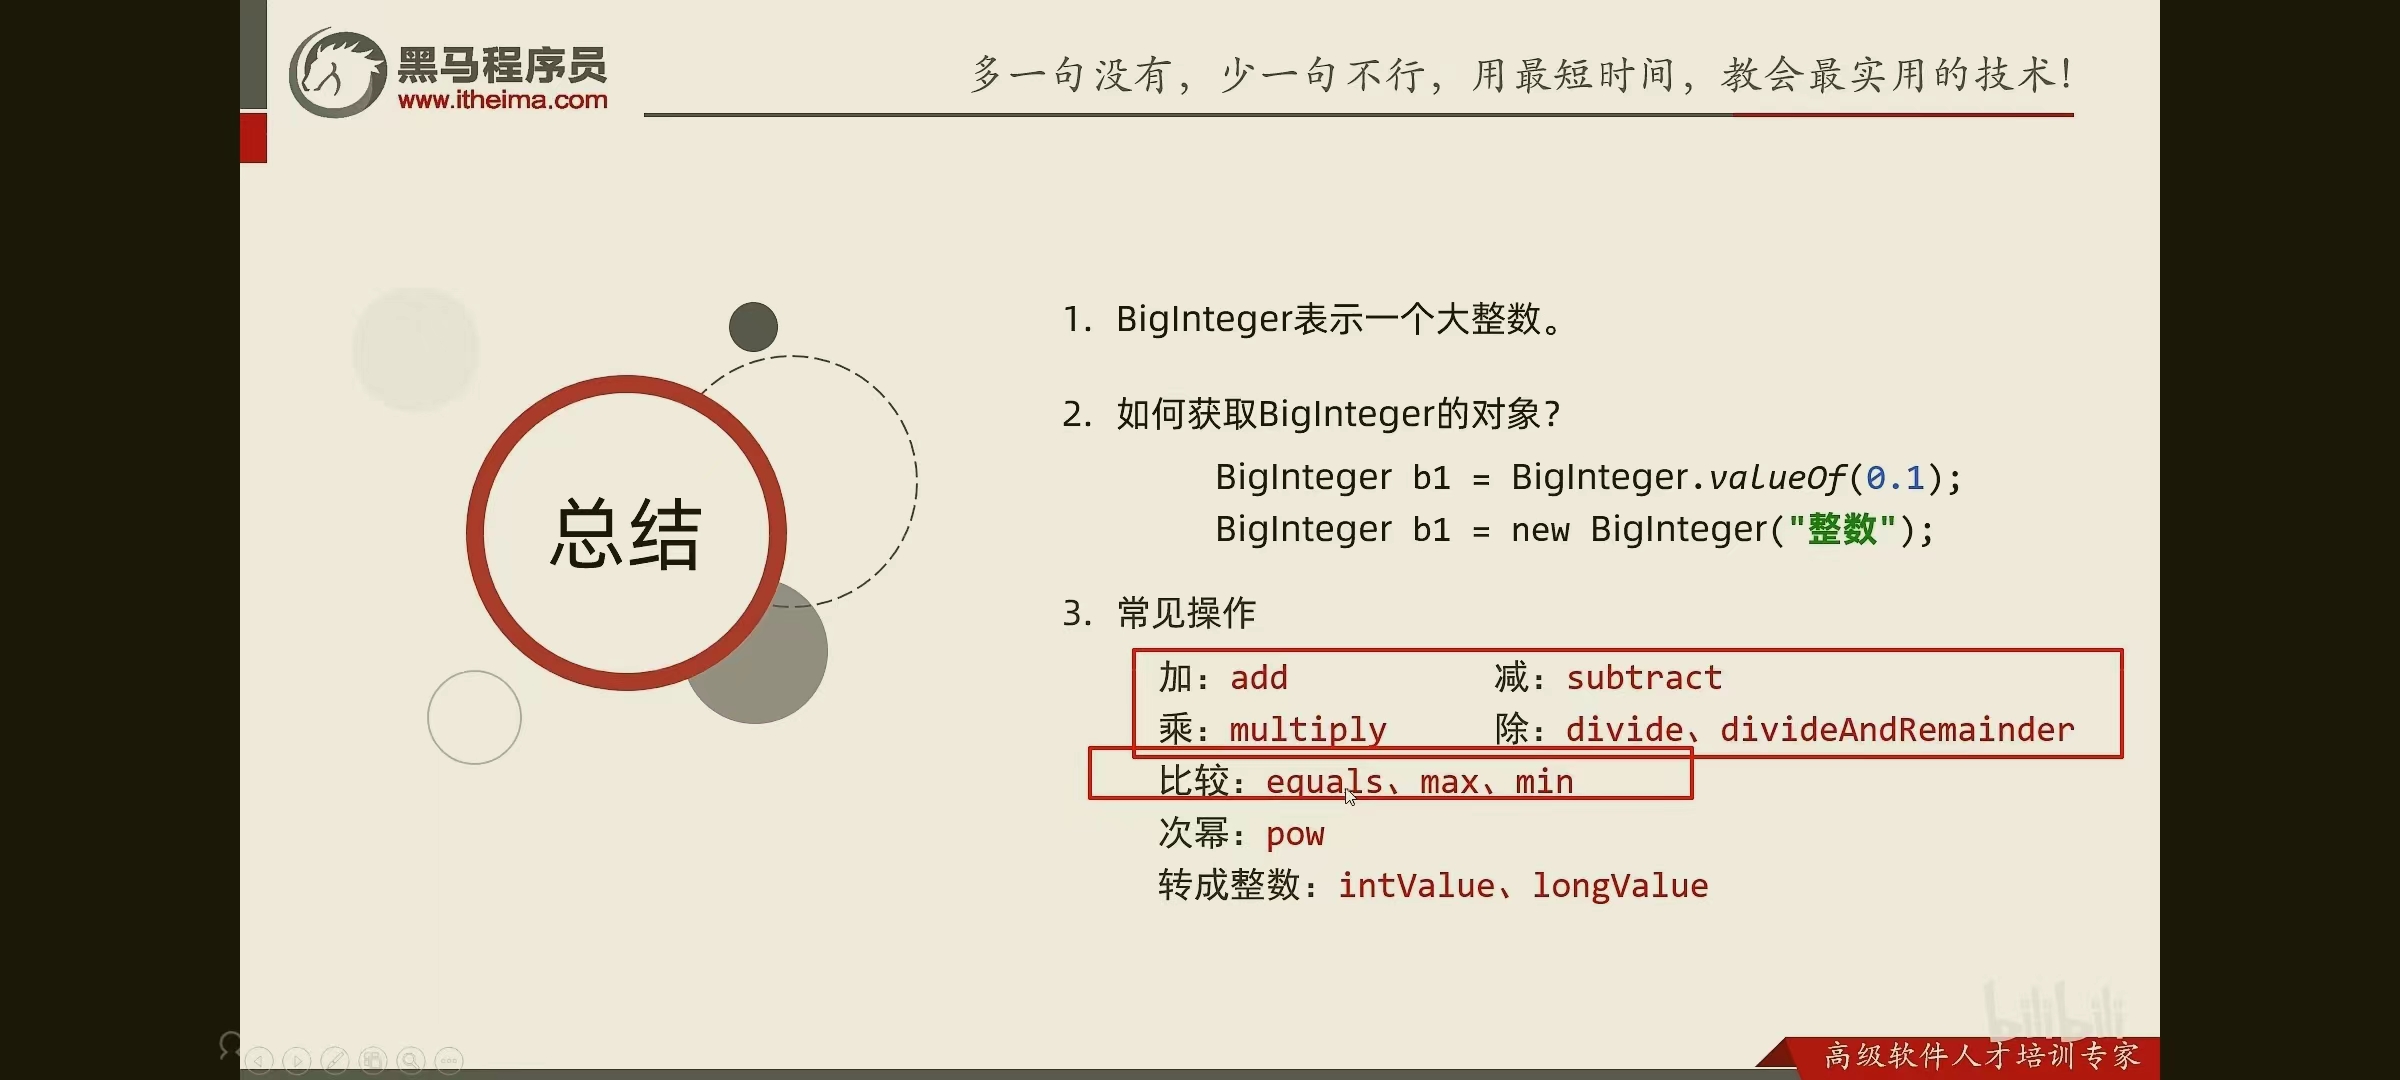 黑马程序员
www.itheima.com
多一句没有，少一句不行，用最短时间，教会最实用的技术！
总结
1. BigInteger表示一个大整数。
2. 如何获取BigInteger的对象？
BigInteger b1 = BigInteger.valueOf(0.1);
BigInteger b1 = new BigInteger("整数");
3. 常见操作
加：add 减：subtract
乘：multiply 除：divide、divideAndRemainder
比较：equals、max、min
次幂：pow
转成整数：intValue、longValue
bilibili
高级软件人才培训专家